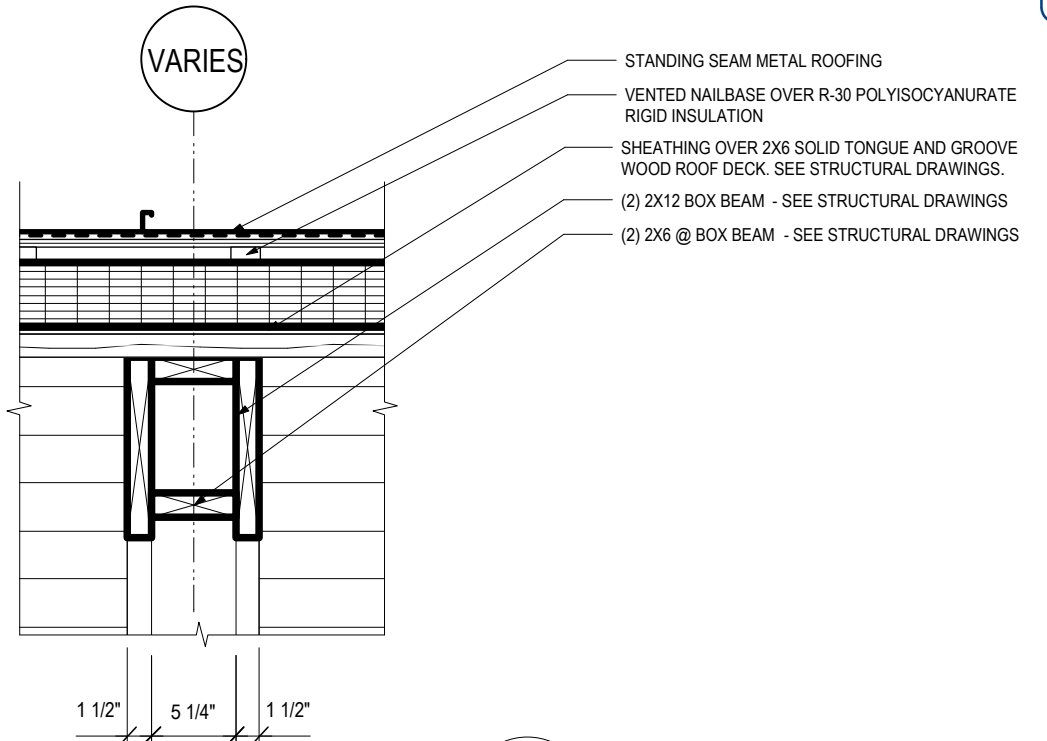 VARIES
STANDING SEAM METAL ROOFING
VENTED NAILBASE OVER R-30 POLYISOCYANURATE
RIGID INSULATION
SHEATHING OVER 2X6 SOLID TONGUE AND GROOVE
WOOD ROOF DECK. SEE STRUCTURAL DRAWINGS.
(2) 2X12 BOX BEAM - SEE STRUCTURAL DRAWINGS
(2) 2X6 @ BOX BEAM - SEE STRUCTURAL DRAWINGS
1 1/2" 5 1/4" 1 1/2"